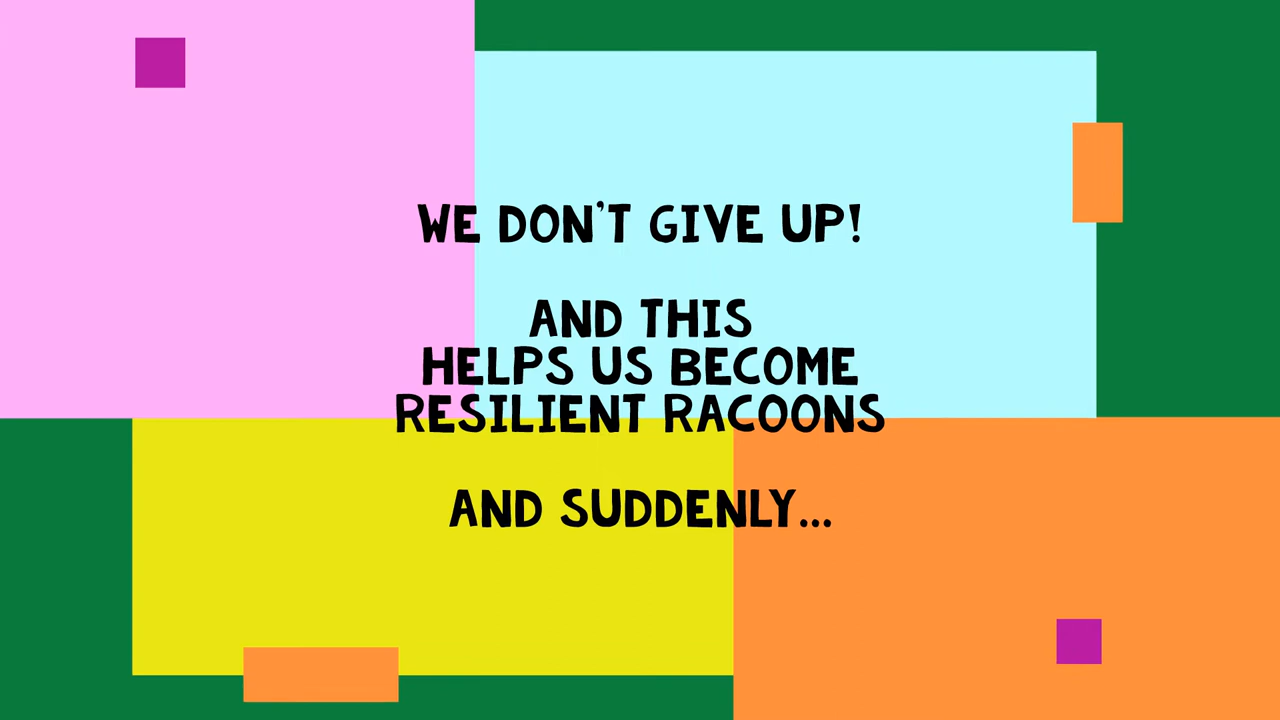 WE DON'T GIVE UP!
AND THIS
HELPS US BECOME
RESILIENT RACOONS
AND SUDDENLY...